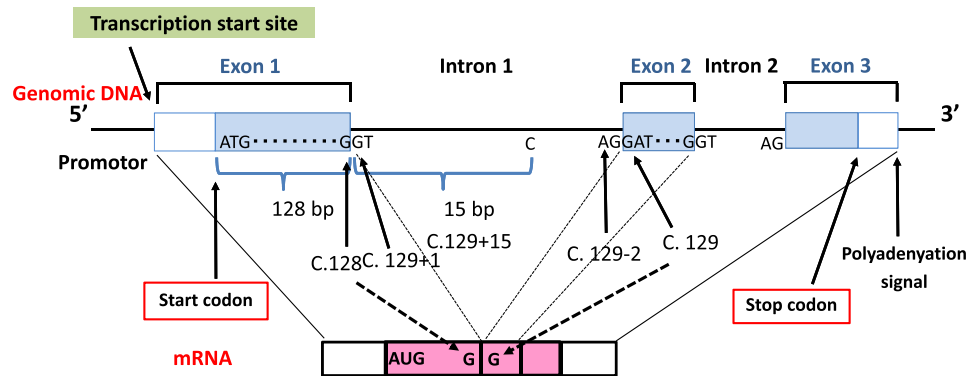 Transcription start site
Exon 1
Intron 1
Exon 2
Intron 2
Exon 3
Genomic DNA
5’
3’
ATG·········G
GT
C
AG
GAT···G
GT
AG
Promotor
128 bp
15 bp
C.128
C. 129+1
C.129+15
C. 129-2
C. 129
Polyadenyation
signal
Start codon
Stop codon
mRNA
AUG
G
G